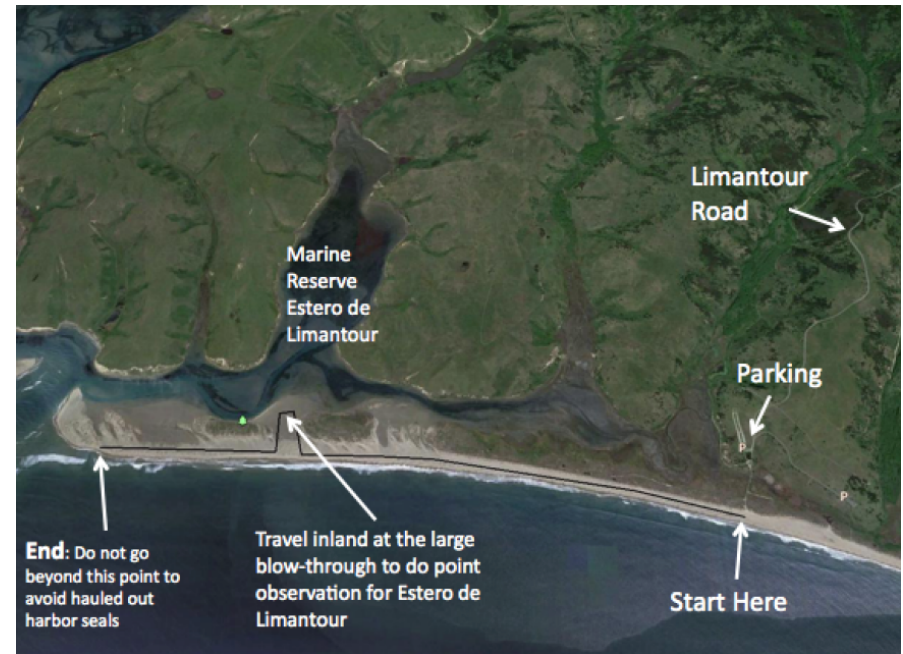 Limantour
Road
Marine
Reserve
Estero de
Limantour
Parking
P
P
End: Do not go
beyond this point to
avoid hauled out
harbor seals
Travel inland at the large
blow-through to do point
observation for Estero de
Limantour
Start Here